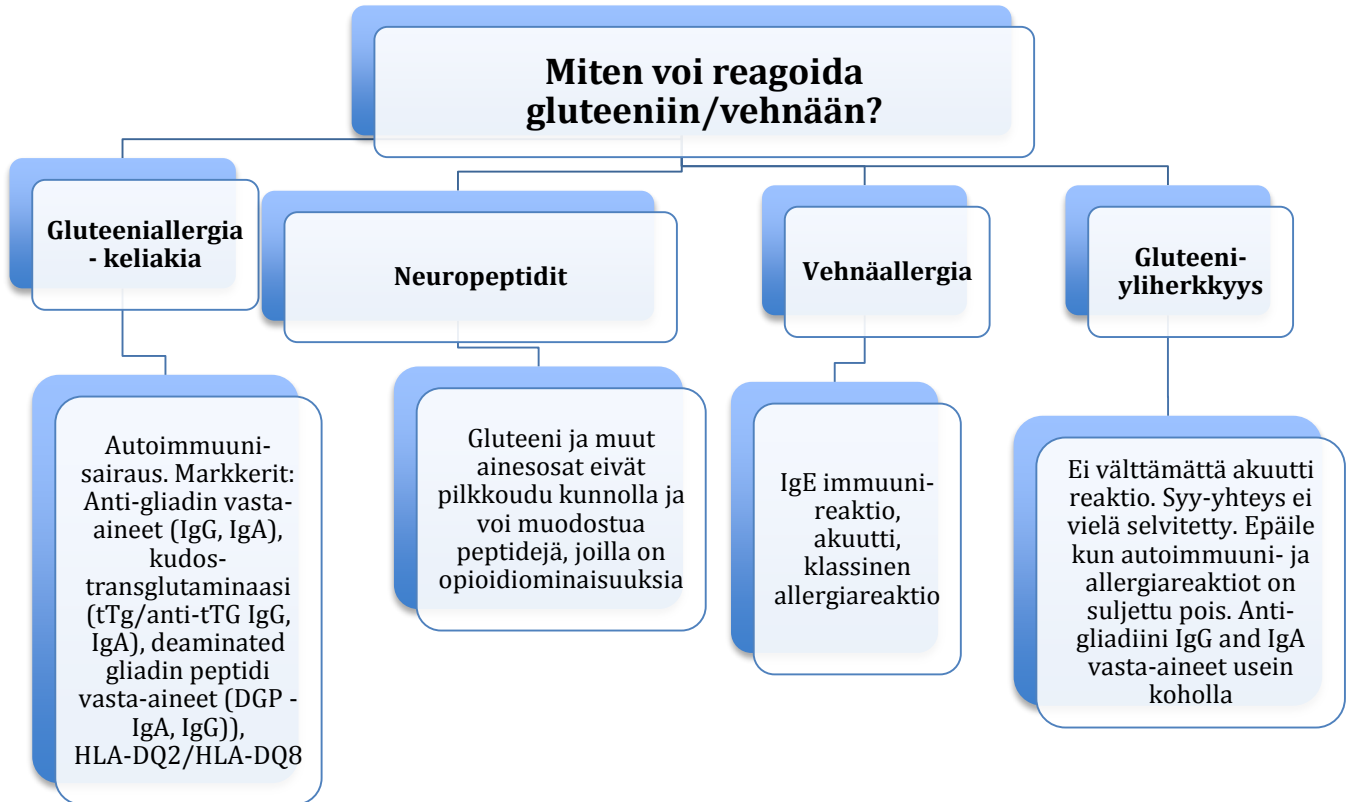 Miten voi reagoida
gluteeniin/vehnään?
Gluteeniallergia
- keliakia
Neuropeptidit
Vehnäallergia
Gluteeni-
yliherkkyys
Autoimmuuni-
sairaus. Markkerit:
Anti-gliadin vasta-
aineet (IgG, IgA),
kudos-
transglutaminaasi
(tTg/anti-tTG IgG,
IgA), deaminated
gliadin peptidi
vasta-aineet (DGP -
IgA, IgG)),
HLA-DQ2/HLA-DQ8
Gluteeni ja muut
ainesosat eivät
pilkkoudu kunnolla ja
voi muodostua
peptidejä, joilla on
opioidiominaisuuksia
IgE immuuni-
reaktio,
akuutti,
klassinen
allergiareaktio
Ei välttämättä akuutti
reaktio. Syy-yhteys ei
vielä selvitetty. Epäile
kun autoimmuuni- ja
allergiareaktiot on
suljettu pois. Anti-
gliadiini IgG and IgA
vasta-aineet usein
koholla